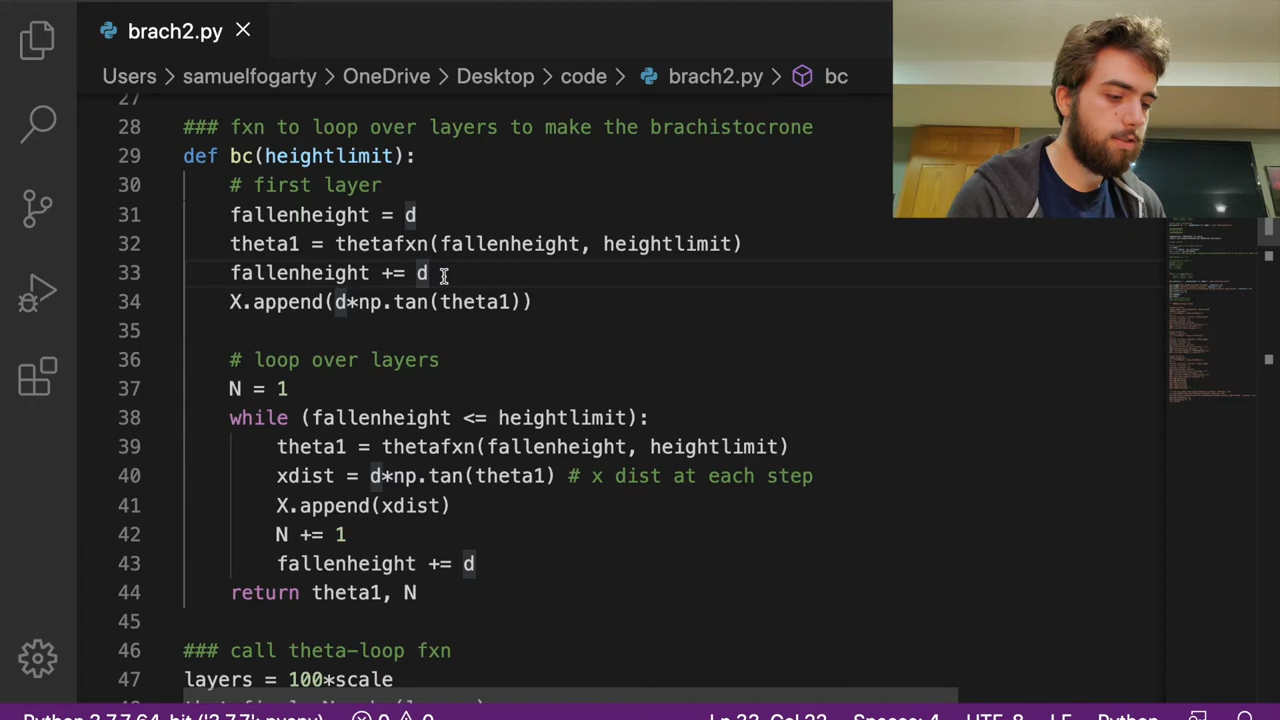 brach2.py
Users > samuelfogarty > OneDrive > Desktop > code > brach2.py > bc
27
28 ### fxn to loop over layers to make the brachistocrone
29 def bc(heightlimit):
30 # first layer
31 fallenheight = d
32 theta1 = thetafxn(fallenheight, heightlimit)
33 fallenheight += d
34 X.append(d*np.tan(theta1))
35
36 # loop over layers
37 N = 1
38 while (fallenheight <= heightlimit):
39 theta1 = thetafxn(fallenheight, heightlimit)
40 xdist = d*np.tan(theta1) # x dist at each step
41 X.append(xdist)
42 N += 1
43 fallenheight += d
44 return theta1, N
45
46 ### call theta-loop fxn
47 layers = 100*scale